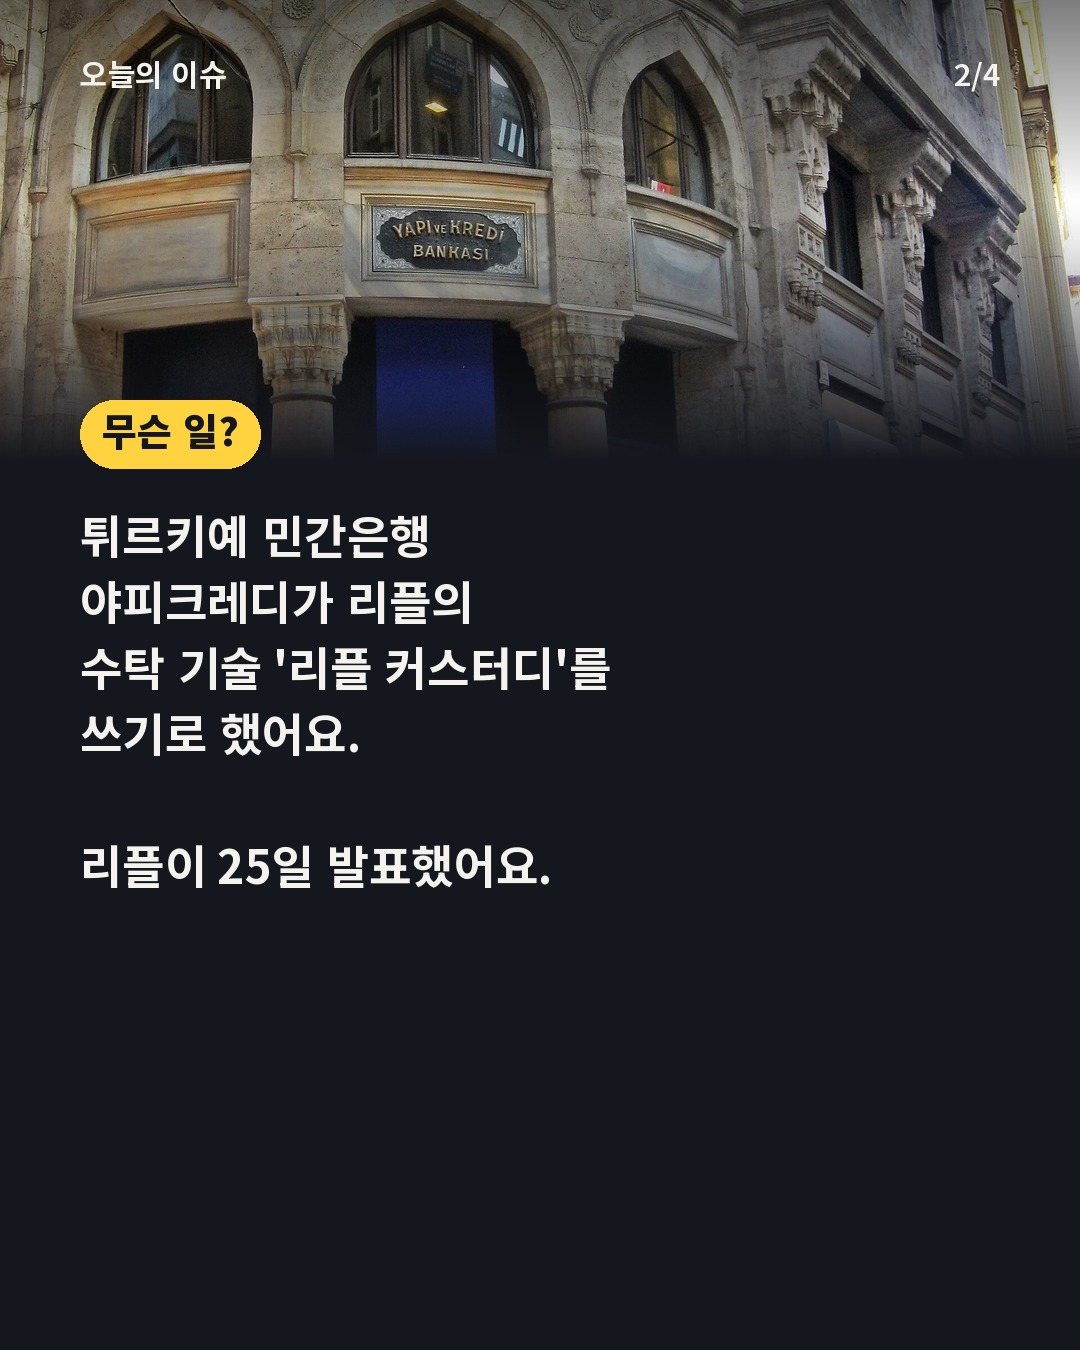 오늘의 이슈
2/4
YAPI VE KREDİ
BANKASI
무슨 일?
튀르키예 민간은행
야피크레디가 리플의
수탁 기술 '리플 커스터디'를
쓰기로 했어요.
리플이 25일 발표했어요.